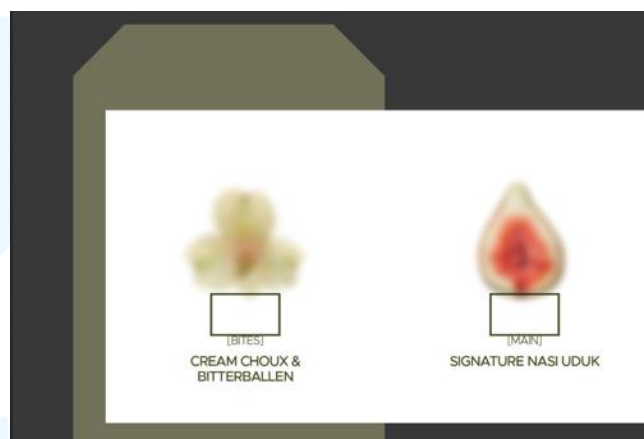 [BITES]
CREAM CHOUX &
BITTERBALLEN
[MAIN]
SIGNATURE NASI UDUK